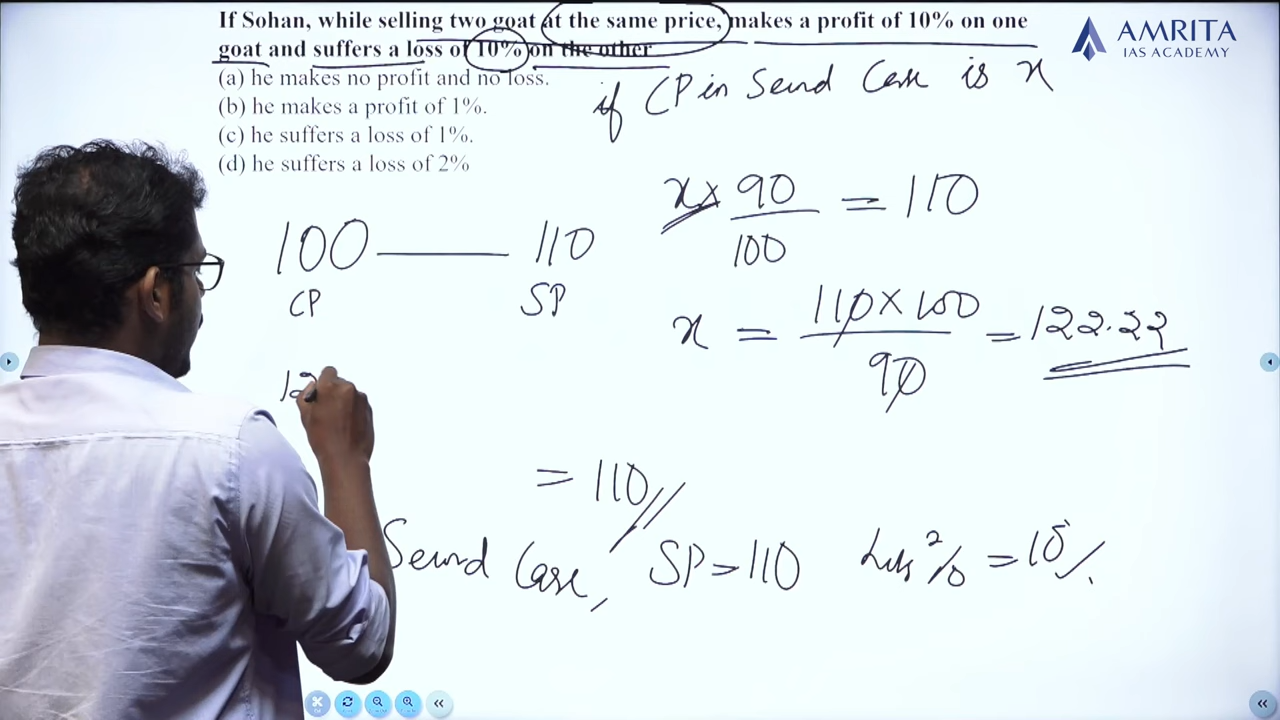 If Sohan, while selling two goat at the same price, makes a profit of 10% on one
goat and suffers a loss of 10% on the other
(a) he makes no profit and no loss.
(b) he makes a profit of 1%.
(c) he suffers a loss of 1%.
(d) he suffers a loss of 2%
AMRITA
IAS ACADEMY
if CP in Second Case is x
100 —— 110
CP SP
x × 90/100 = 110
x = 110 × 100 / 90 = 122.22
12
= 110
Second Case, SP = 110 Loss % = 10%